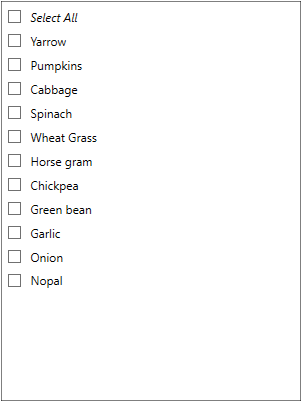 Select All
Yarrow
Pumpkins
Cabbage
Spinach
Wheat Grass
Horse gram
Chickpea
Green bean
Garlic
Onion
Nopal